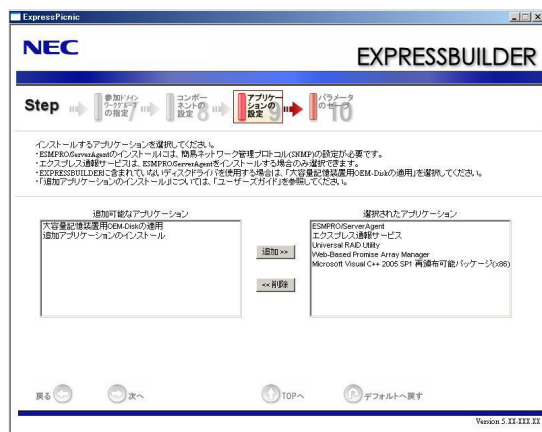 ExpressPicnic
NEC
EXPRESSBUILDER
Step
参加ドメイン
ワークグループ
の指定 7
コンポー
ネントの
設定 8
アプリケー
ションの
設定 9
パラメータ
のセーブ
10
インストールするアプリケーションを選択してください。
・ESMPRO/ServerAgentのインストールには、簡易ネットワーク管理プロトコル(SNMP)の設定が必要です。
・エクスプレス通報サービスは、ESMPRO/ServerAgentをインストールする場合のみ選択できます。
・EXPRESSBUILDERに含まれていないディスクドライバを使用する場合は、「大容量記憶装置用OEM-Diskの適用」を選択してください。
・「追加アプリケーションのインストール」については、「ユーザーズガイド」を参照してください。
追加可能なアプリケーション
大容量記憶装置用OEM-Diskの適用
追加アプリケーションのインストール
追加 >>
<< 削除
選択されたアプリケーション
ESMPRO/ServerAgent
エクスプレス通報サービス
Universal RAID Utility
Web-Based Promise Array Manager
Microsoft Visual C++ 2005 SP1 再頒布可能パッケージ(x86)
戻る
次へ
TOPへ
デフォルトへ戻す
Version 5.XX-XXX.XX